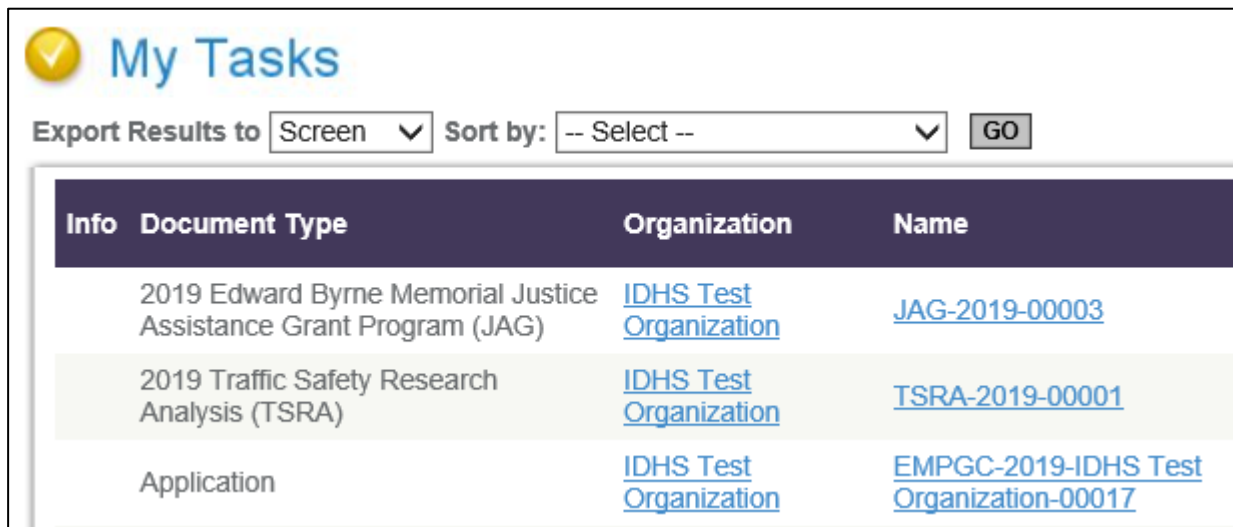 My Tasks
Export Results to Screen Sort by: -- Select -- GO
Info Document Type Organization Name
2019 Edward Byrne Memorial Justice
Assistance Grant Program (JAG)
IDHS Test
Organization
JAG-2019-00003
2019 Traffic Safety Research
Analysis (TSRA)
IDHS Test
Organization
TSRA-2019-00001
Application
IDHS Test
Organization
EMPGC-2019-IDHS Test
Organization-00017